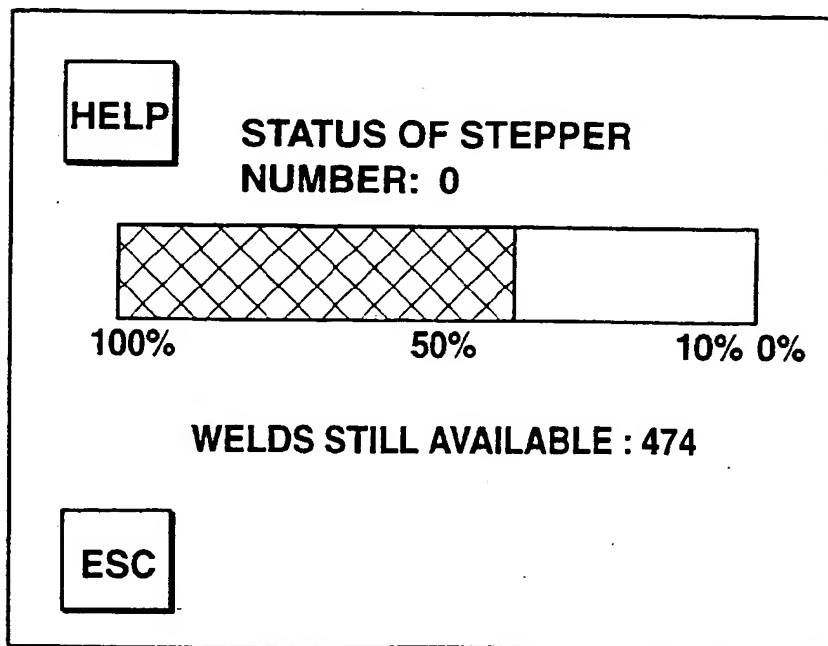 HELP
STATUS OF STEPPER
NUMBER: 0
100% 50% 10% 0%
WELDS STILL AVAILABLE : 474
ESC